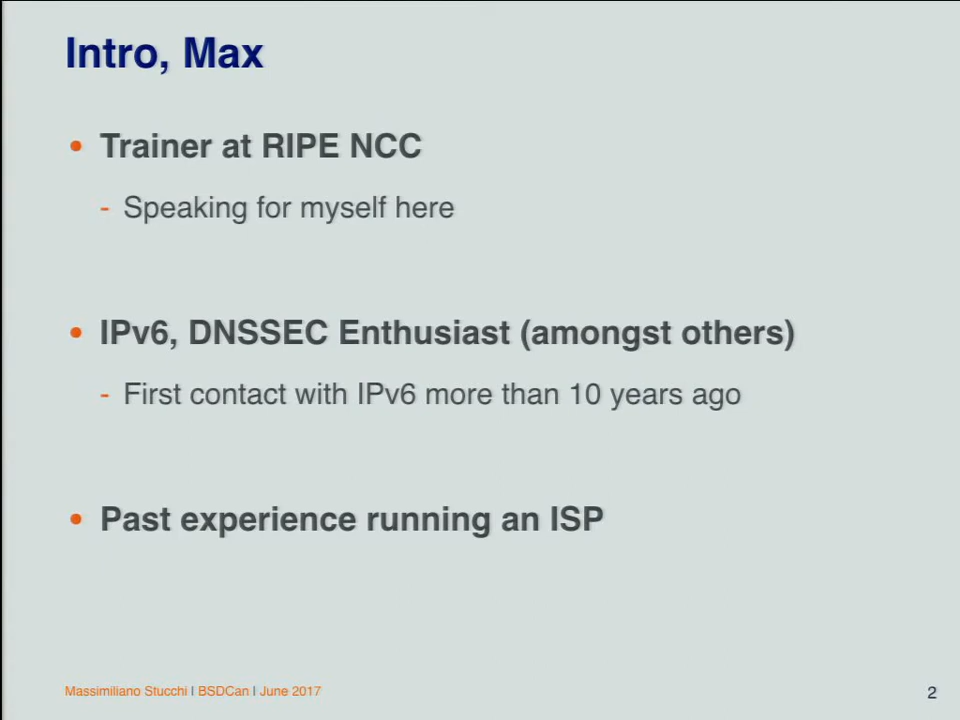 Intro, Max
• Trainer at RIPE NCC
- Speaking for myself here
• IPv6, DNSSEC Enthusiast (amongst others)
- First contact with IPv6 more than 10 years ago
• Past experience running an ISP
Massimiliano Stucchi | BSDCan | June 2017
2